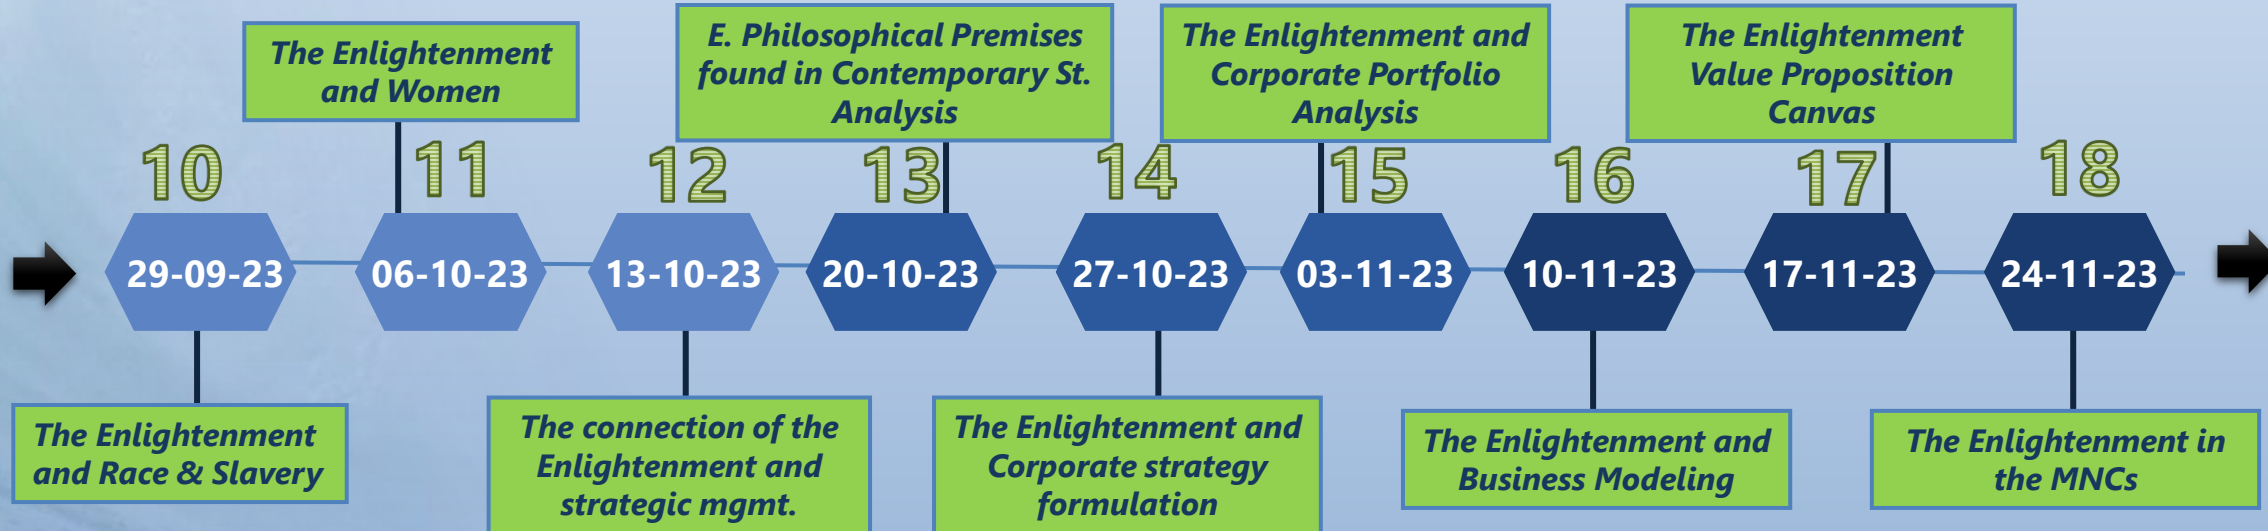 The Enlightenment
and Women
E. Philosophical Premises
found in Contemporary St.
Analysis
The Enlightenment and
Corporate Portfolio
Analysis
The Enlightenment
Value Proposition
Canvas
10
11
12
13
14
15
16
17
18
29-09-23
06-10-23
13-10-23
20-10-23
27-10-23
03-11-23
10-11-23
17-11-23
24-11-23
The Enlightenment
and Race & Slavery
The connection of the
Enlightenment and
strategic mgmt.
The Enlightenment and
Corporate strategy
formulation
The Enlightenment and
Business Modeling
The Enlightenment in
the MNCs